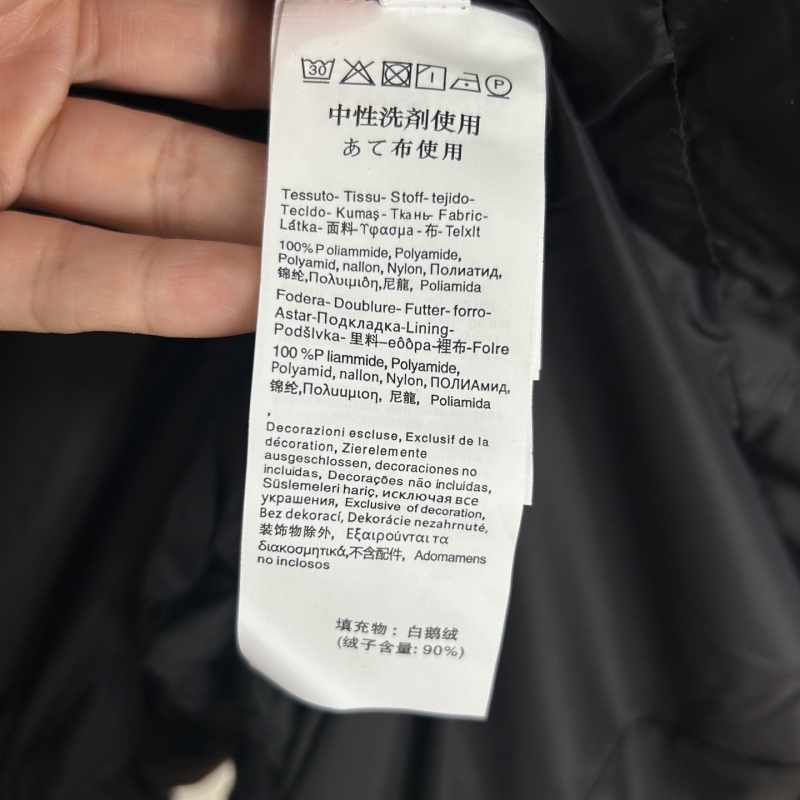 30
P
中性洗剤使用
あて布使用
Tessuto- Tissu- Stoff- tejido-
Tecldo- Kumaş- Ткань- Fabric-
Látka- 面料-Ύφασμα-布-Telxlt
100%Poliammide, Polyamide,
Polyamid, nallon, Nylon, Полиатид,
锦纶,Πολυιμιδη,尼龍, Poliamida
Fodera- Doublure- Futter- forro-
Astar-Подкладка-Lining-
Podšlvka- 里料-eôôpa-裡布-Folre
100 %P liammide, Polyamide,
Polyamid, nallon, Nylon, ПОЛИАмид,
锦纶,Πολυυμιοη, 尼龍, Poliamida
,
Decorazioni escluse, Exclusif de la
décoration, Zierelemente
ausgeschlossen, decoraciones no
incluidas, Decorações não incluidas,
Süslemeleri hariç, исключая все
украшения, Exclusive of decoration,
Bez dekorací, Dekorácie nezahrnuté,
装饰物除外, Εξαιρούνται τα
διακοσμητικά,不含配件, Adomamens
no inclosos
填充物：白鹅绒
(绒子含量: 90%)